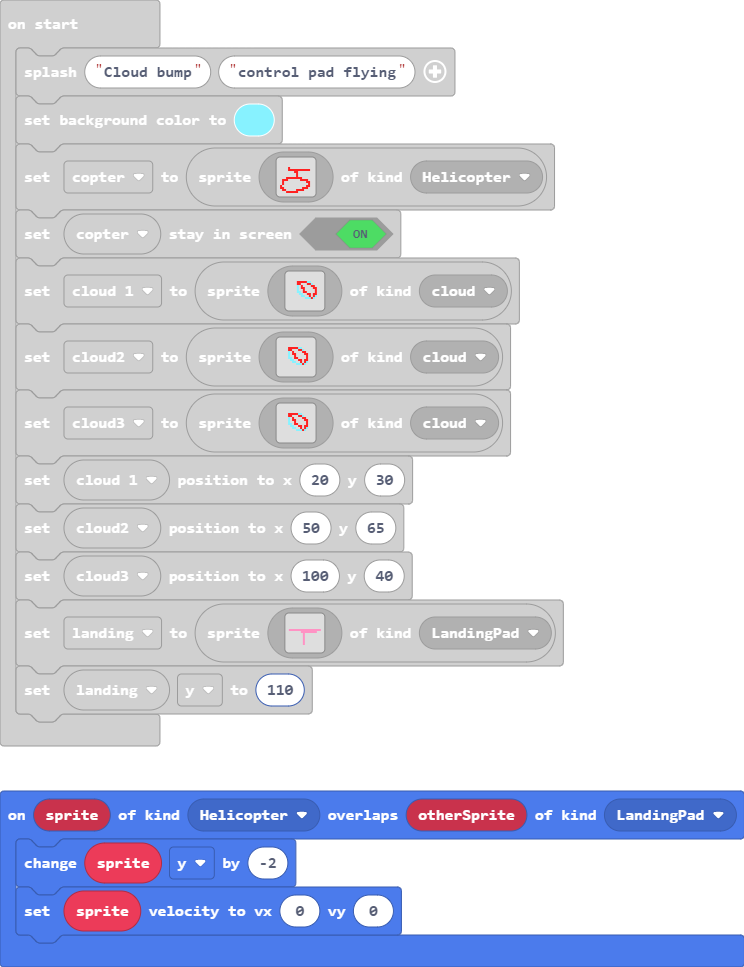 on start
splash "Cloud bump" "control pad flying"
set background color to
set copter to sprite of kind Helicopter
set copter stay in screen ON
set cloud 1 to sprite of kind cloud
set cloud2 to sprite of kind cloud
set cloud3 to sprite of kind cloud
set cloud 1 position to x 20 y 30
set cloud2 position to x 50 y 65
set cloud3 position to x 100 y 40
set landing to sprite of kind LandingPad
set landing y to 110
on sprite of kind Helicopter overlaps otherSprite of kind LandingPad
change sprite y by -2
set sprite velocity to vx 0 vy 0